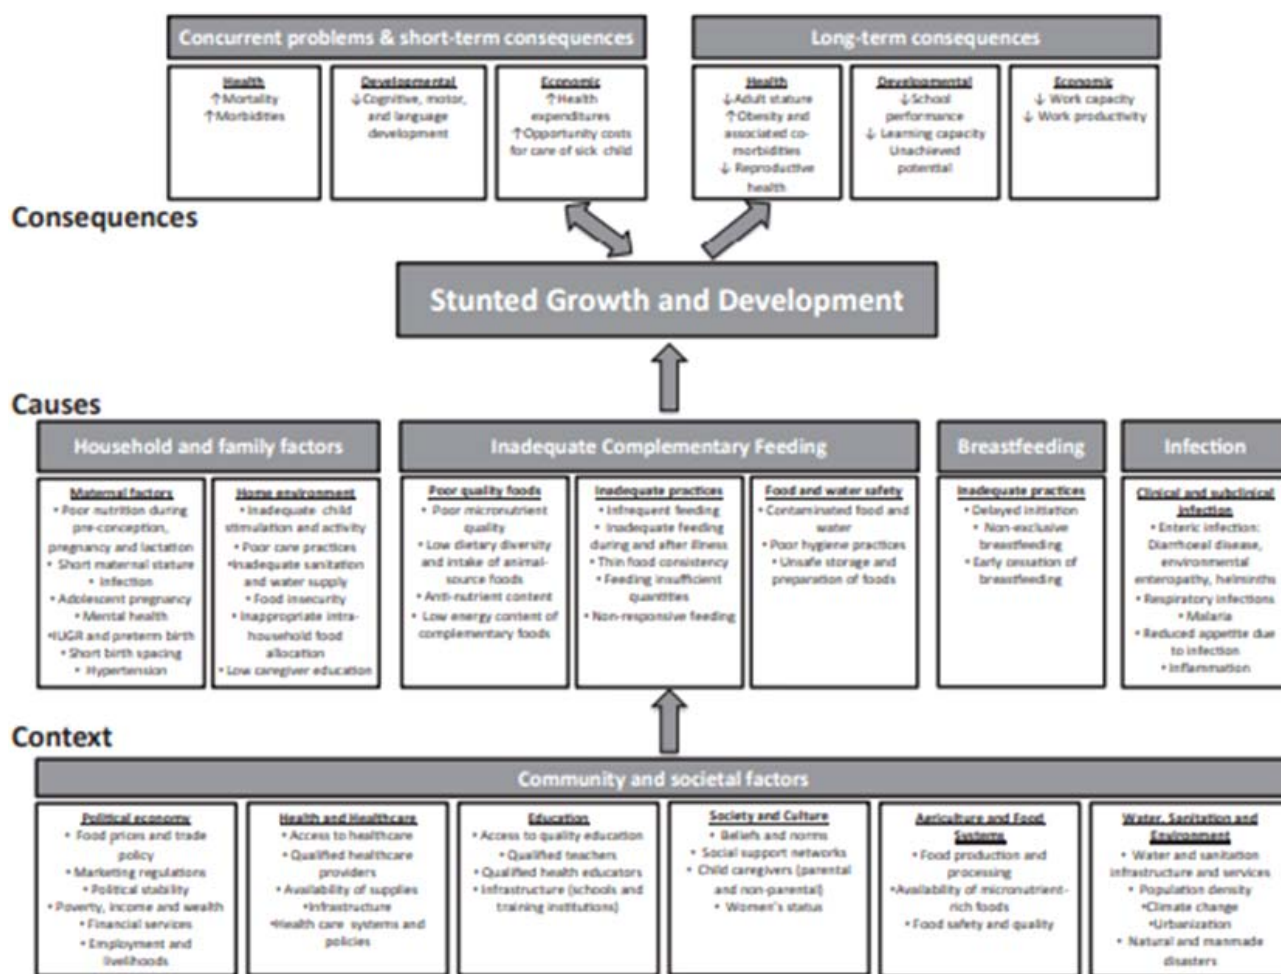 Concurrent problems & short-term consequences
Health
↑Mortality
↑Morbidities
Developmental
↓Cognitive, motor,
and language
development
Economic
↑Health
expenditures
↑Opportunity costs
for care of sick child
Long-term consequences
Health
↓Adult stature
↑Obesity and
associated co-
morbidities
↓ Reproductive
health
Developmental
↓School
performance
↓ Learning capacity
Unachieved
potential
Economic
↓ Work capacity
↓ Work productivity
Consequences
Stunted Growth and Development
Causes
Household and family factors
Maternal factors
• Poor nutrition during
pre-conception,
pregnancy and lactation
• Short maternal stature
• Infection
• Adolescent pregnancy
• Mental health
•IUGR and preterm birth
• Short birth spacing
• Hypertension
Home environment
• Inadequate child
stimulation and activity
• Poor care practices
•Inadequate sanitation
and water supply
• Food insecurity
• Inappropriate intra-
household food
allocation
• Low caregiver education
Inadequate Complementary Feeding
Poor quality foods
• Poor micronutrient
quality
• Low dietary diversity
and intake of animal-
source foods
• Anti-nutrient content
• Low energy content of
complementary foods
Inadequate practices
• Infrequent feeding
• Inadequate feeding
during and after illness
• Thin food consistency
• Feeding insufficient
quantities
• Non-responsive feeding
Food and water safety
• Contaminated food and
water
• Poor hygiene practices
• Unsafe storage and
preparation of foods
Breastfeeding
Inadequate practices
• Delayed initiation
• Non-exclusive
breastfeeding
• Early cessation of
breastfeeding
Infection
Clinical and subclinical
infection
• Enteric infection:
Diarrhoeal disease,
environmental
enteropathy, helminths
• Respiratory infections
• Malaria
• Reduced appetite due
to infection
• Inflammation
Context
Community and societal factors
Political economy
• Food prices and trade
policy
• Marketing regulations
• Political stability
• Poverty, income and wealth
• Financial services
• Employment and
livelihoods
Health and Healthcare
• Access to healthcare
• Qualified healthcare
providers
• Availability of supplies
•Infrastructure
•Health care systems and
policies
Education
• Access to quality education
• Qualified teachers
• Qualified health educators
• Infrastructure (schools and
training institutions)
Society and Culture
• Beliefs and norms
• Social support networks
• Child caregivers (parental
and non-parental)
• Women's status
Agriculture and Food
Systems
• Food production and
processing
•Availability of micronutrient-
rich foods
• Food safety and quality
Water, Sanitation and
Environment
• Water and sanitation
infrastructure and services
• Population density
•Climate change
•Urbanization
• Natural and manmade
disasters